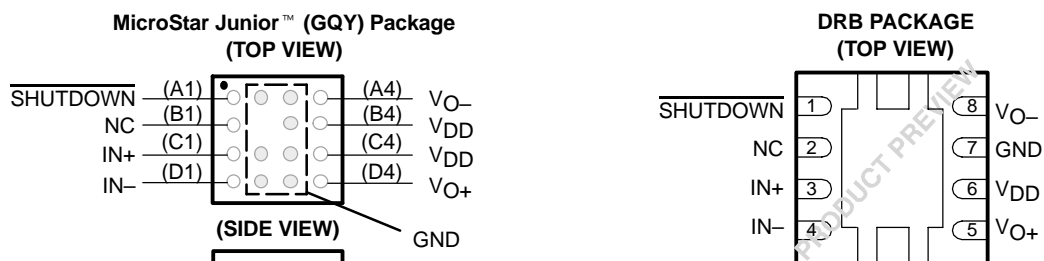 MicroStar Junior™ (GQY) Package
(TOP VIEW)
SHUTDOWN (A1) (A4) VO–
NC (B1) (B4) VDD
IN+ (C1) (C4) VDD
IN– (D1) (D4) VO+
GND
(SIDE VIEW)
DRB PACKAGE
(TOP VIEW)
SHUTDOWN 1 8 VO–
NC 2 7 GND
IN+ 3 6 VDD
IN– 4 5 VO+
PRODUCT PREVIEW